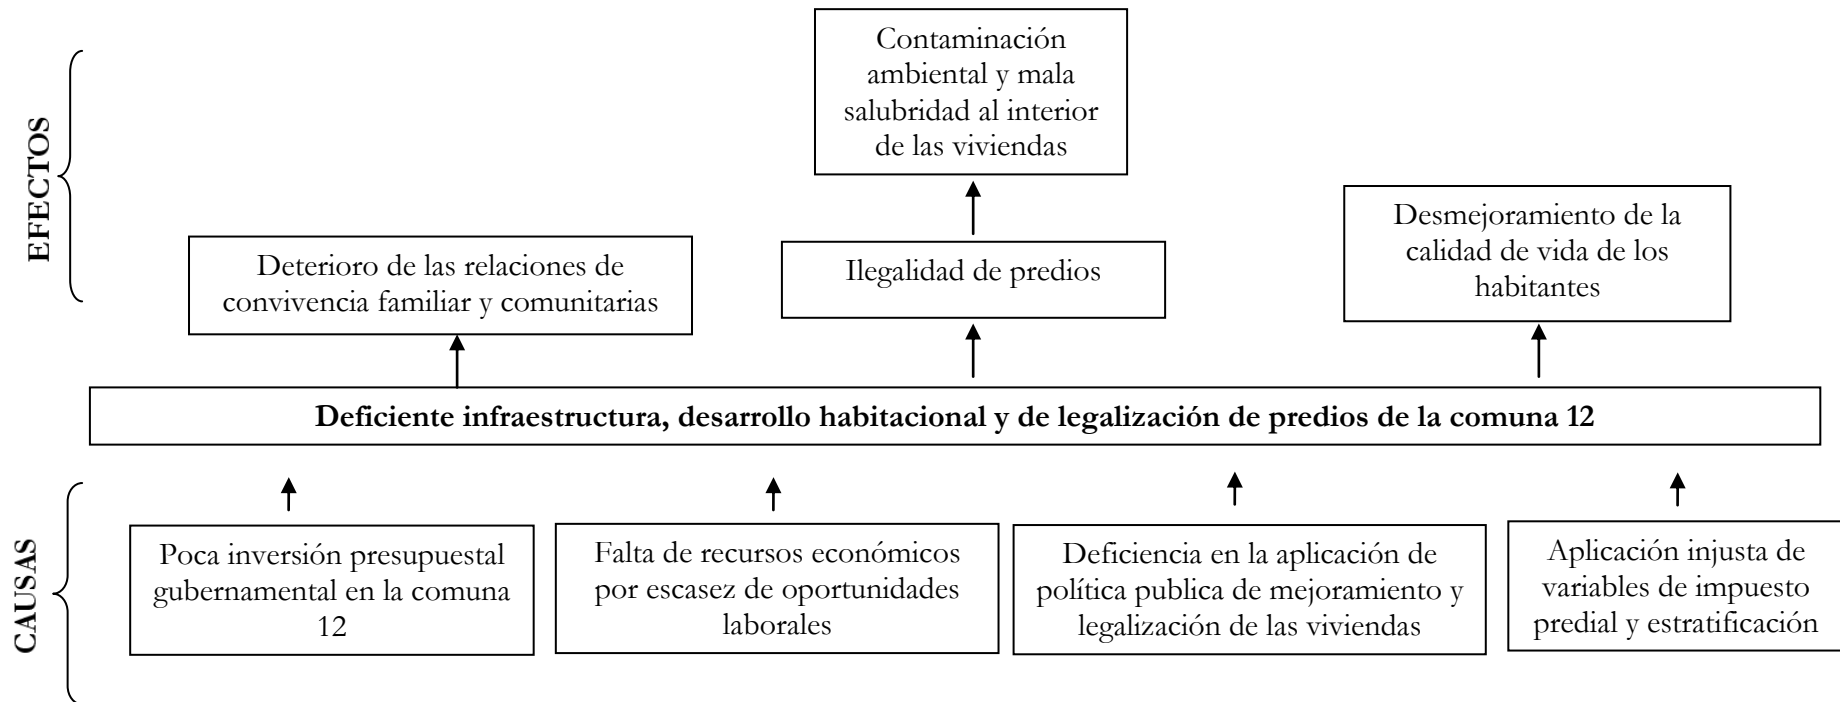 EFECTOS
Contaminación
ambiental y mala
salubridad al interior
de las viviendas
Deterioro de las relaciones de
convivencia familiar y comunitarias
Ilegalidad de predios
Desmejoramiento de la
calidad de vida de los
habitantes
Deficiente infraestructura, desarrollo habitacional y de legalización de predios de la comuna 12
CAUSAS
Poca inversión presupuestal
gubernamental en la comuna
12
Falta de recursos económicos
por escasez de oportunidades
laborales
Deficiencia en la aplicación de
política publica de mejoramiento y
legalización de las viviendas
Aplicación injusta de
variables de impuesto
predial y estratificación